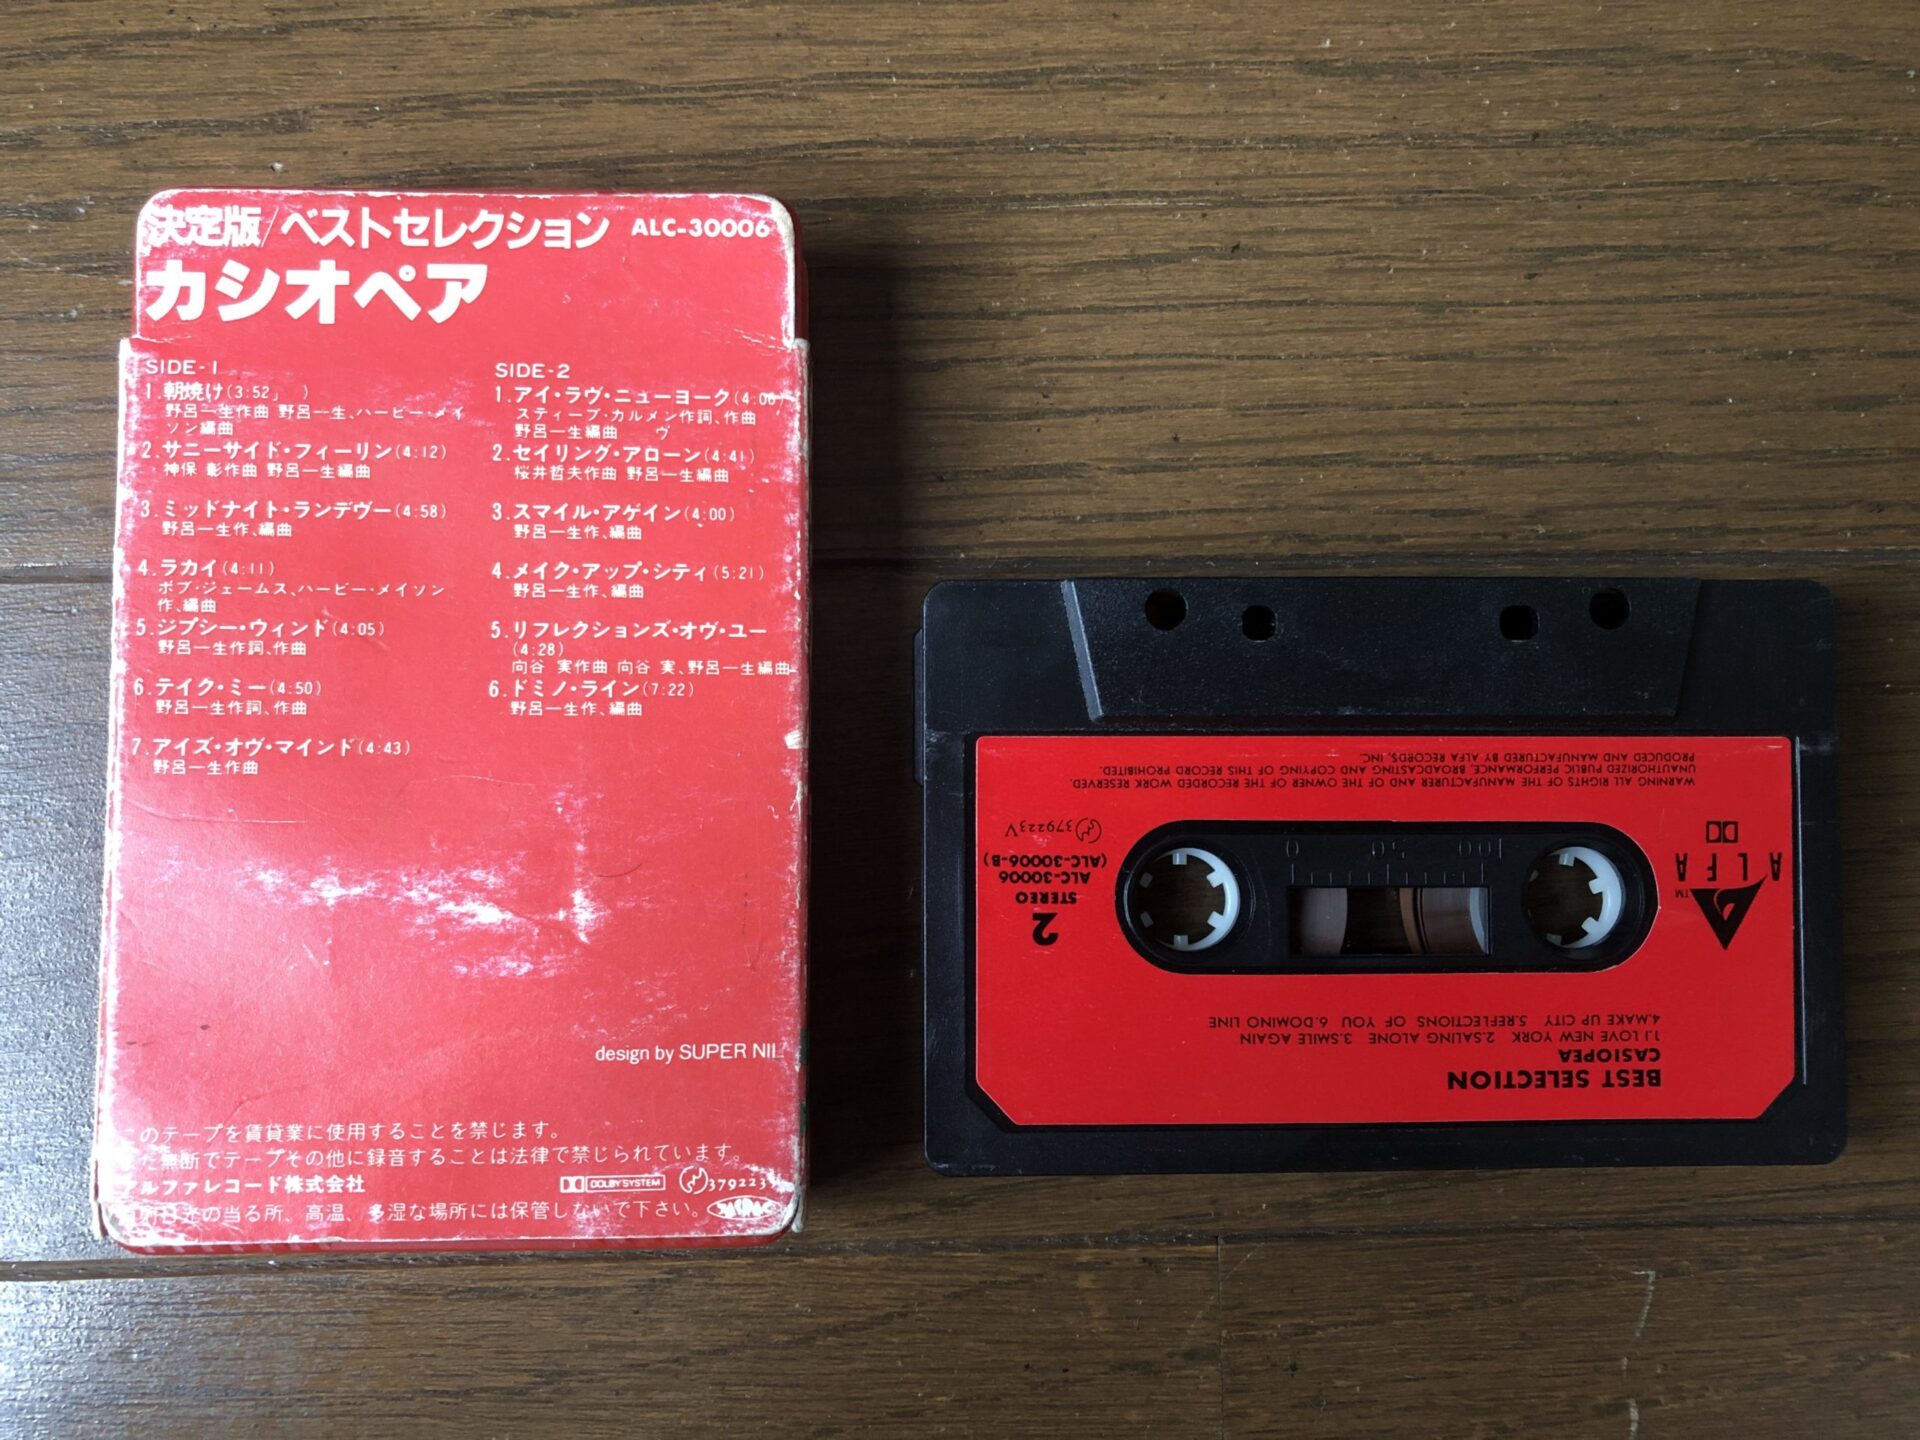 決定版/ベストセレクション ALC-30006
カシオペア
SIDE-1
1.朝焼け(3:52)
野呂一生作曲 野呂一生、ハービー・メイ
ソン編曲
2.サニーサイド・フィーリン(4:12)
神保 彰作曲 野呂一生編曲
3.ミッドナイト・ランデヴー(4:58)
野呂一生作、編曲
4.ラカイ(4:11)
ボブ・ジェームス、ハービー・メイソン
作、編曲
5.ジプシー・ウィンド(4:05)
野呂一生作詞、作曲
6.テイク・ミー(4:50)
野呂一生作詞、作曲
7.アイズ・オヴ・マインド(4:43)
野呂一生作曲
SIDE-2
1.アイ・ラヴ・ニューヨーク(4:06)
スティーブ・カルメン作詞、作曲
野呂一生編曲 ヴ
2.セイリング・アローン(4:41)
桜井哲夫作曲 野呂一生編曲
3.スマイル・アゲイン(4:00)
野呂一生作、編曲
4.メイク・アップ・シティ(5:21)
野呂一生作、編曲
5.リフレクションズ・オヴ・ユー
(4:28)
向谷 実作曲 向谷 実、野呂一生編曲
6.ドミノ・ライン(7:22)
野呂一生作、編曲
design by SUPER NII
のテープを賃貸業に使用することを禁じます。
た無断でテープその他に録音することは法律で禁じられています。
アルファレコード株式会社 DOLBY SYSTEM 379223
光の当る所、高温、多湿な場所には保管しないで下さい。
BEST SELECTION
CASIOPEA
1.I LOVE NEW YORK 2.SALING ALONE 3.SMILE AGAIN
4.MAKE UP CITY 5.REFLECTIONS OF YOU 6.DOMINO LINE
ALFA
TM
2
STEREO
ALC-30006
(ALC-30006-B)
379223V
0 50 100
WARNING ALL RIGHTS OF THE MANUFACTURER AND OF THE OWNER OF THE RECORDED WORK RESERVED.
UNAUTHORIZED PUBLIC PERFORMANCE, BROADCASTING AND COPYING OF THIS RECORD PROHIBITED.
PRODUCED AND MANUFACTURED BY ALFA RECORDS, INC.